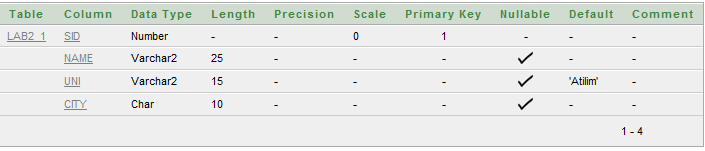 Table Column Data Type Length Precision Scale Primary Key Nullable Default Comment
LAB2_1 SID Number - - 0 1 - - -
NAME Varchar2 25 - - - - -
UNI Varchar2 15 - - - 'Atilim' -
CITY Char 10 - - - - -
1 - 4